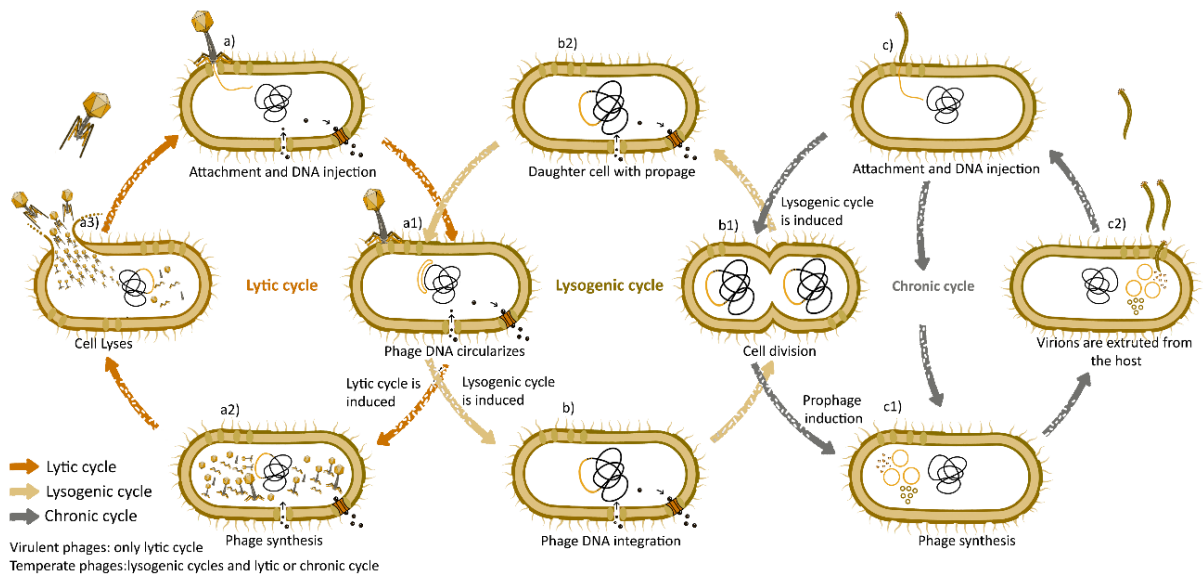 a)
b2)
c)
Attachment and DNA injection
Daughter cell with propage
Attachment and DNA injection
a3)
a1)
Lysogenic cycle
is induced
b1)
c2)
Lytic cycle
Lysogenic cycle
Chronic cycle
Cell Lyses
Phage DNA circularizes
Cell division
Virions are extruted from
the host
Lytic cycle is
induced
Lysogenic cycle
is induced
Prophage
induction
a2)
b)
c1)
Lytic cycle
Lysogenic cycle
Chronic cycle
Phage synthesis
Phage DNA integration
Phage synthesis
Virulent phages: only lytic cycle
Temperate phages:lysogenic cycles and lytic or chronic cycle